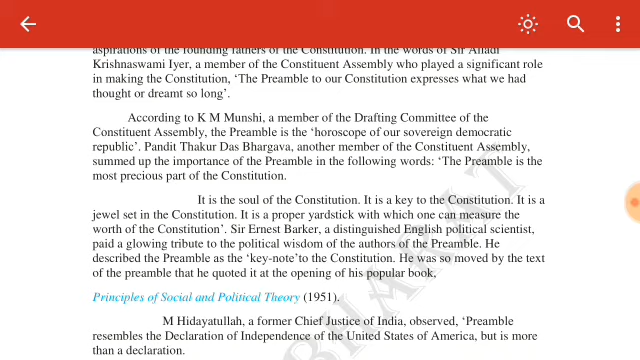 aspirations of the founding fathers of the Constitution. In the words of Sir Alladi
Krishnaswami Iyer, a member of the Constituent Assembly who played a significant role
in making the Constitution, ‘The Preamble to our Constitution expresses what we had
thought or dreamt so long’.
According to K M Munshi, a member of the Drafting Committee of the
Constituent Assembly, the Preamble is the ‘horoscope of our sovereign democratic
republic’. Pandit Thakur Das Bhargava, another member of the Constituent Assembly,
summed up the importance of the Preamble in the following words: ‘The Preamble is the
most precious part of the Constitution.
It is the soul of the Constitution. It is a key to the Constitution. It is a
jewel set in the Constitution. It is a proper yardstick with which one can measure the
worth of the Constitution’. Sir Ernest Barker, a distinguished English political scientist,
paid a glowing tribute to the political wisdom of the authors of the Preamble. He
described the Preamble as the ‘key-note’to the Constitution. He was so moved by the text
of the preamble that he quoted it at the opening of his popular book,
Principles of Social and Political Theory (1951).
M Hidayatullah, a former Chief Justice of India, observed, ‘Preamble
resembles the Declaration of Independence of the United States of America, but is more
than a declaration.
BHARAT